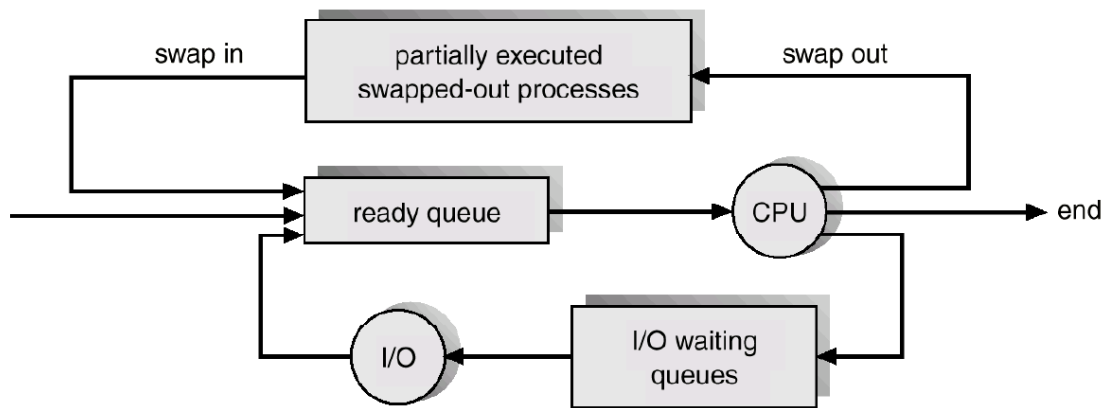 swap in
partially executed
swapped-out processes
swap out
ready queue
CPU
end
I/O
I/O waiting
queues